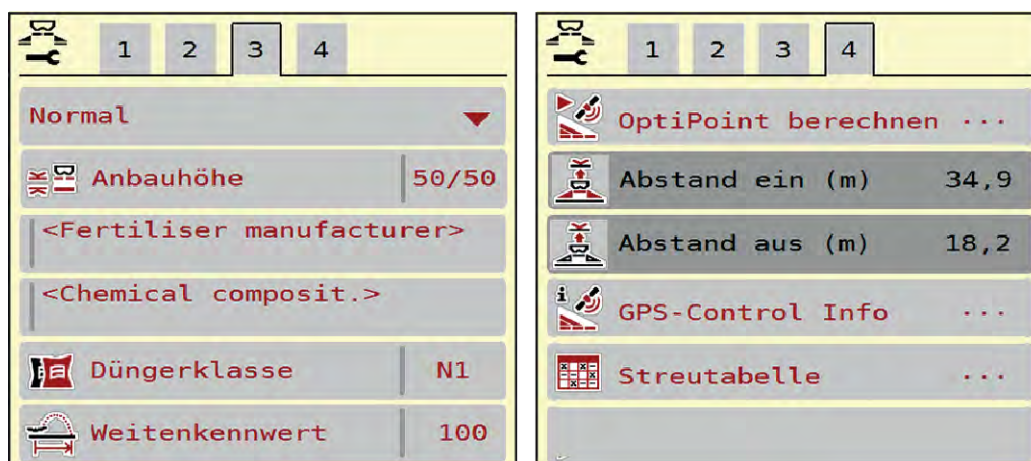 1 2 3 4
Normal
Anbauhöhe 50/50
<Fertiliser manufacturer>
<Chemical composit.>
Düngerklasse N1
Weitenkennwert 100
1 2 3 4
OptiPoint berechnen ...
Abstand ein (m) 34,9
Abstand aus (m) 18,2
GPS-Control Info ...
Streutabelle ...